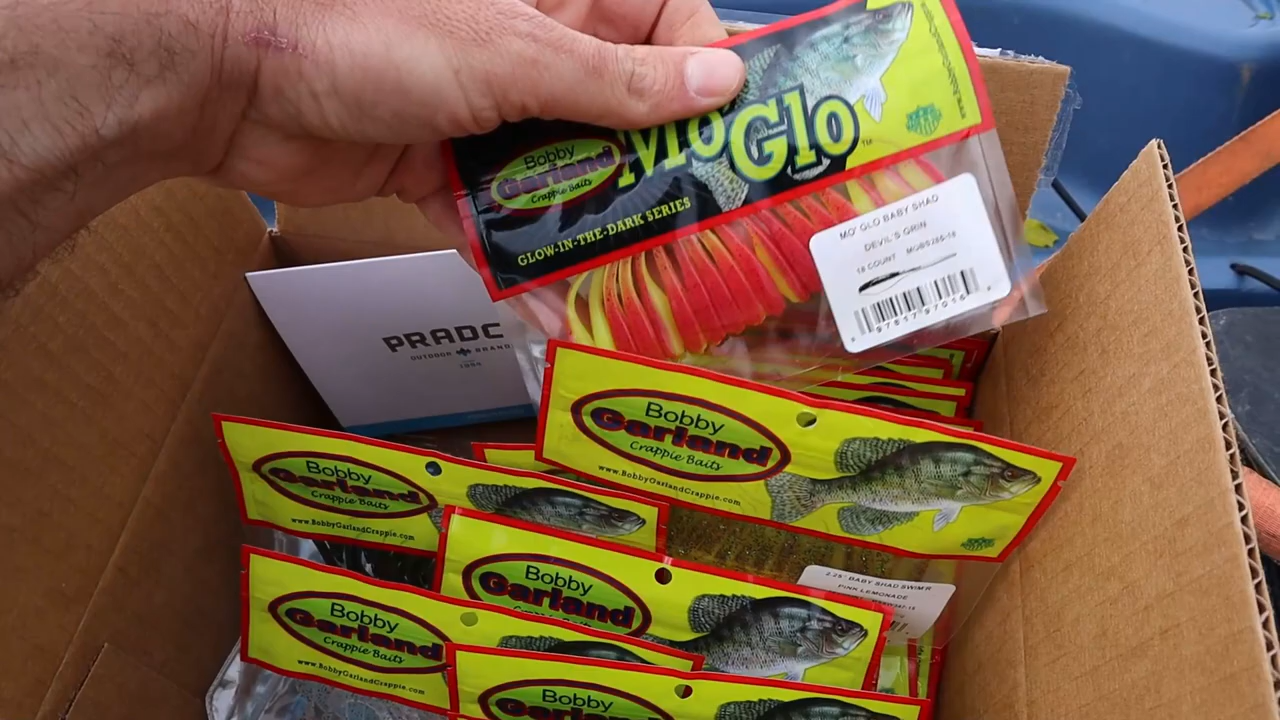 Bobby
Garland
Crappie Baits
Mo'Glo
TM
GLOW-IN-THE-DARK SERIES
MO' GLO BABY SHAD
DEVIL'S GRIN
18 COUNT
PRADC
OUTDOOR BRAND
Bobby
Garland
Crappie Baits
www.BobbyGarlandCrappie.com
2.25" BABY SHAD SWIM'R
PINK LEMONADE
Bobby
Garland
Crappie Baits
www.BobbyGarlandCrappie.com
Bobby
Garland
Bobby
Garland
Crappie Baits
www.BobbyGarlandCrappie.com
Bobby
Garland